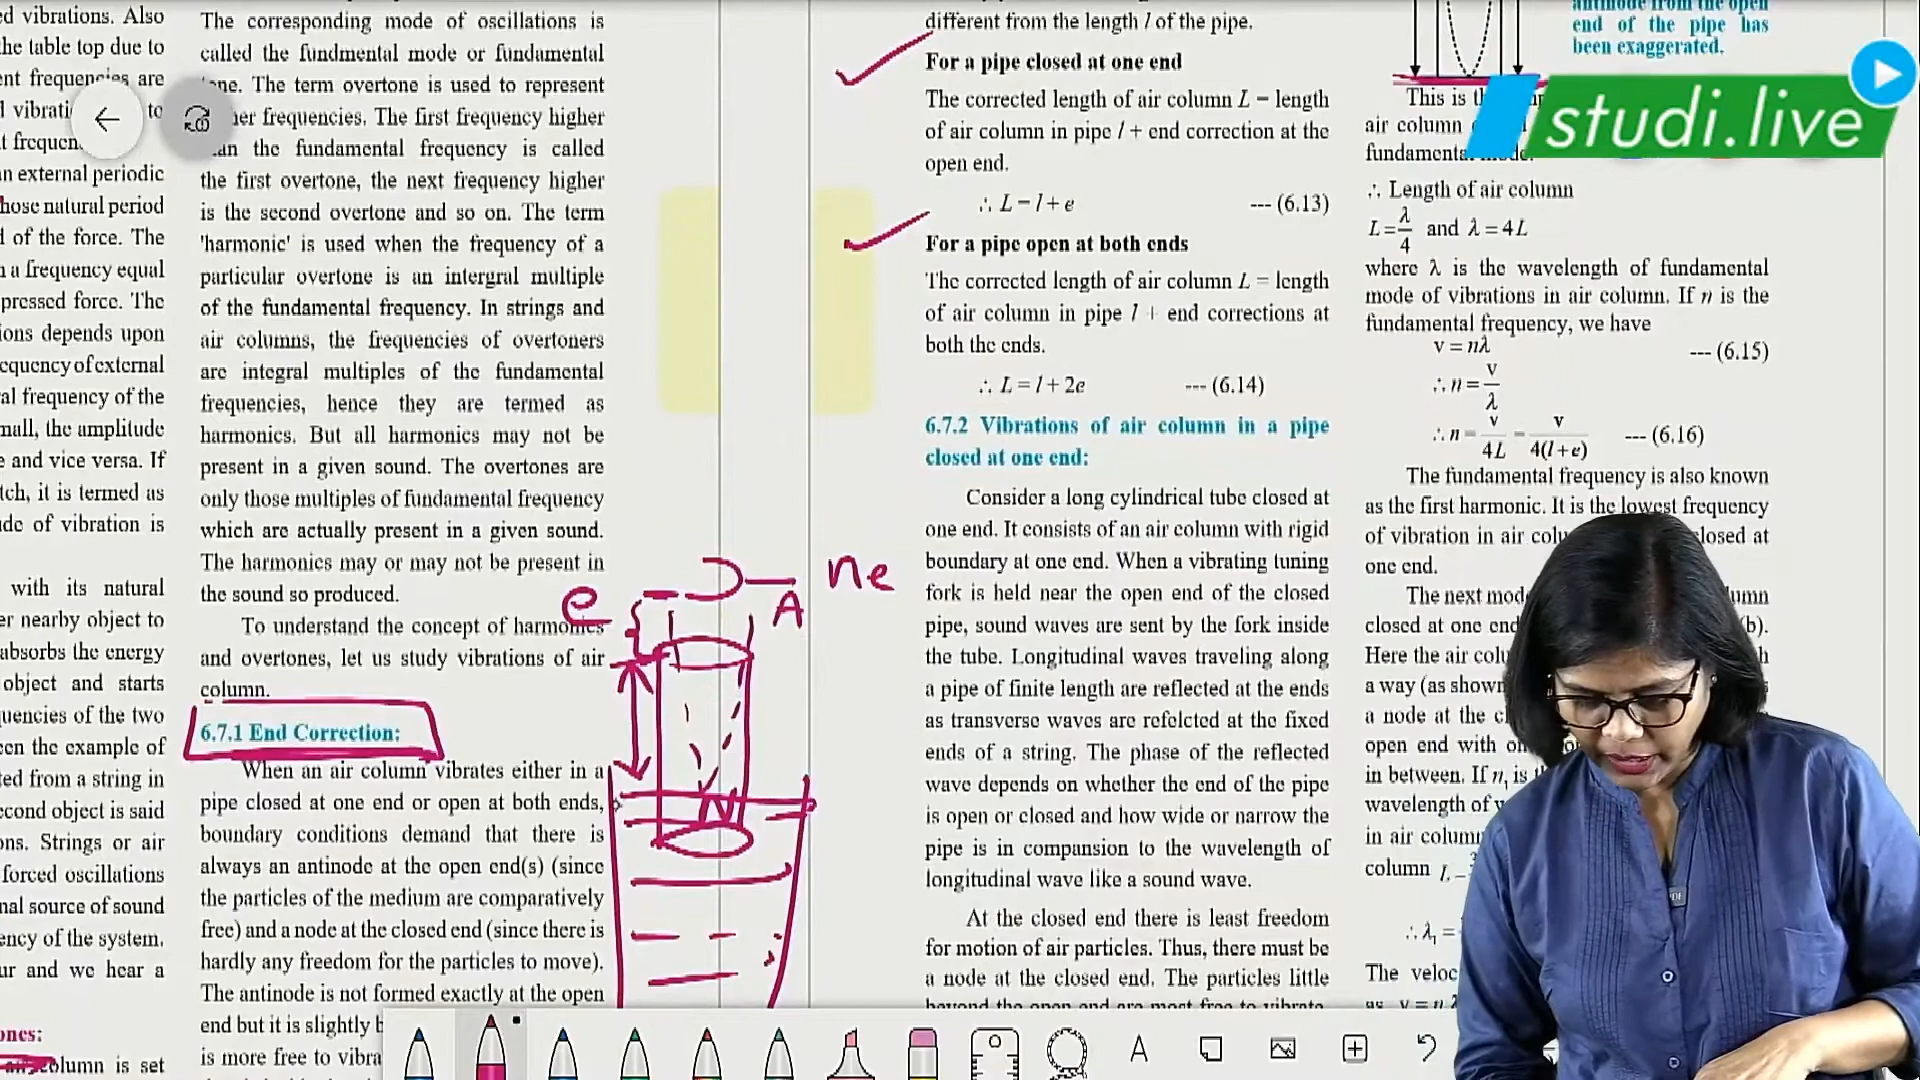 ed vibrations. Also
the table top due to
ent frequencies are
d vibrati to
t frequen
an external periodic
hose natural period
d of the force. The
n a frequency equal
pressed force. The
ions depends upon
equency of external
al frequency of the
mall, the amplitude
e and vice versa. If
tch, it is termed as
de of vibration is
with its natural
er nearby object to
absorbs the energy
object and starts
quencies of the two
een the example of
ted from a string in
econd object is said
ons. Strings or air
forced oscillations
nal source of sound
ency of the system.
ur and we hear a
ones:
column is set
The corresponding mode of oscillations is
called the fundmental mode or fundamental
one. The term overtone is used to represent
her frequencies. The first frequency higher
an the fundamental frequency is called
the first overtone, the next frequency higher
is the second overtone and so on. The term
'harmonic' is used when the frequency of a
particular overtone is an intergral multiple
of the fundamental frequency. In strings and
air columns, the frequencies of overtoners
are integral multiples of the fundamental
frequencies, hence they are termed as
harmonics. But all harmonics may not be
present in a given sound. The overtones are
only those multiples of fundamental frequency
which are actually present in a given sound.
The harmonics may or may not be present in
the sound so produced.
To understand the concept of harmonics
and overtones, let us study vibrations of air
column.
6.7.1 End Correction:
When an air column vibrates either in a
pipe closed at one end or open at both ends,
boundary conditions demand that there is
always an antinode at the open end(s) (since
the particles of the medium are comparatively
free) and a node at the closed end (since there is
hardly any freedom for the particles to move).
The antinode is not formed exactly at the open
end but it is slightly b
is more free to vibra
e
A
ne
N
different from the length l of the pipe.
For a pipe closed at one end
The corrected length of air column L = length
of air column in pipe l + end correction at the
open end.
∴ L = l + e --- (6.13)
For a pipe open at both ends
The corrected length of air column L = length
of air column in pipe l + end corrections at
both the ends.
∴ L = l + 2e --- (6.14)
6.7.2 Vibrations of air column in a pipe
closed at one end:
Consider a long cylindrical tube closed at
one end. It consists of an air column with rigid
boundary at one end. When a vibrating tuning
fork is held near the open end of the closed
pipe, sound waves are sent by the fork inside
the tube. Longitudinal waves traveling along
a pipe of finite length are reflected at the ends
as transverse waves are refelcted at the fixed
ends of a string. The phase of the reflected
wave depends on whether the end of the pipe
is open or closed and how wide or narrow the
pipe is in compansion to the wavelength of
longitudinal wave like a sound wave.
At the closed end there is least freedom
for motion of air particles. Thus, there must be
a node at the closed end. The particles little
beyond the open end are most free to vibrate.
antinode from the open
end of the pipe has
been exaggerated.
studi.live
This is th
air column
fundamental mode.
∴ Length of air column
L = λ/4 and λ = 4L
where λ is the wavelength of fundamental
mode of vibrations in air column. If n is the
fundamental frequency, we have
v = nλ --- (6.15)
∴ n = v/λ
∴ n = v/4L = v/4(l+e) --- (6.16)
The fundamental frequency is also known
as the first harmonic. It is the lowest frequency
of vibration in air colu closed at
one end.
The next mod lumn
closed at one end (b).
Here the air colu h
a way (as shown
a node at the cl
open end with on
in between. If n₁ is t
wavelength of v
in air column
column L =
∴ λ₁ =
The veloc
as v = n
A